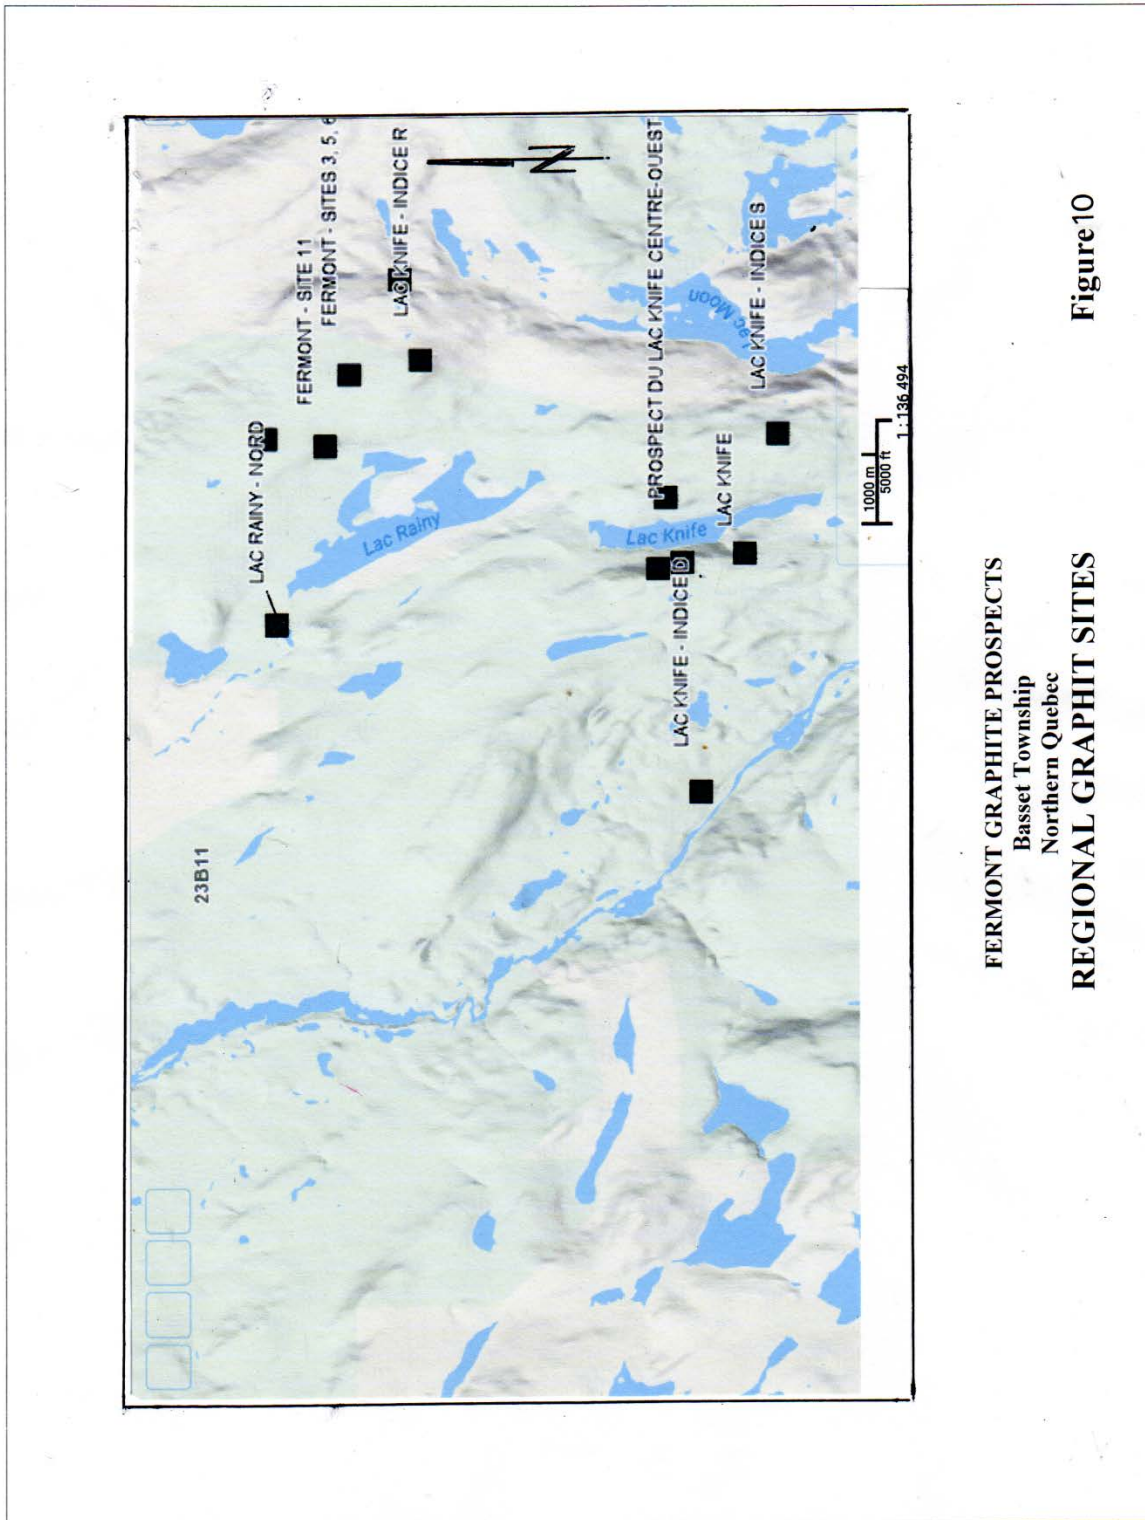 23B11
LAC RAINY - NORD
FERMONT - SITE 11
FERMONT - SITES 3, 5, 6
LAC KNIFE - INDICE R
Lac Rainy
N
PROSPECT DU LAC KNIFE CENTRE-OUEST
Lac Knife
LAC KNIFE - INDICE D
Lac Moon
LAC KNIFE
LAC KNIFE - INDICE S
1000 m
5000 ft
1 : 136 494
FERMONT GRAPHITE PROSPECTS
Basset Township
Northern Quebec
REGIONAL GRAPHIT SITES
Figure10